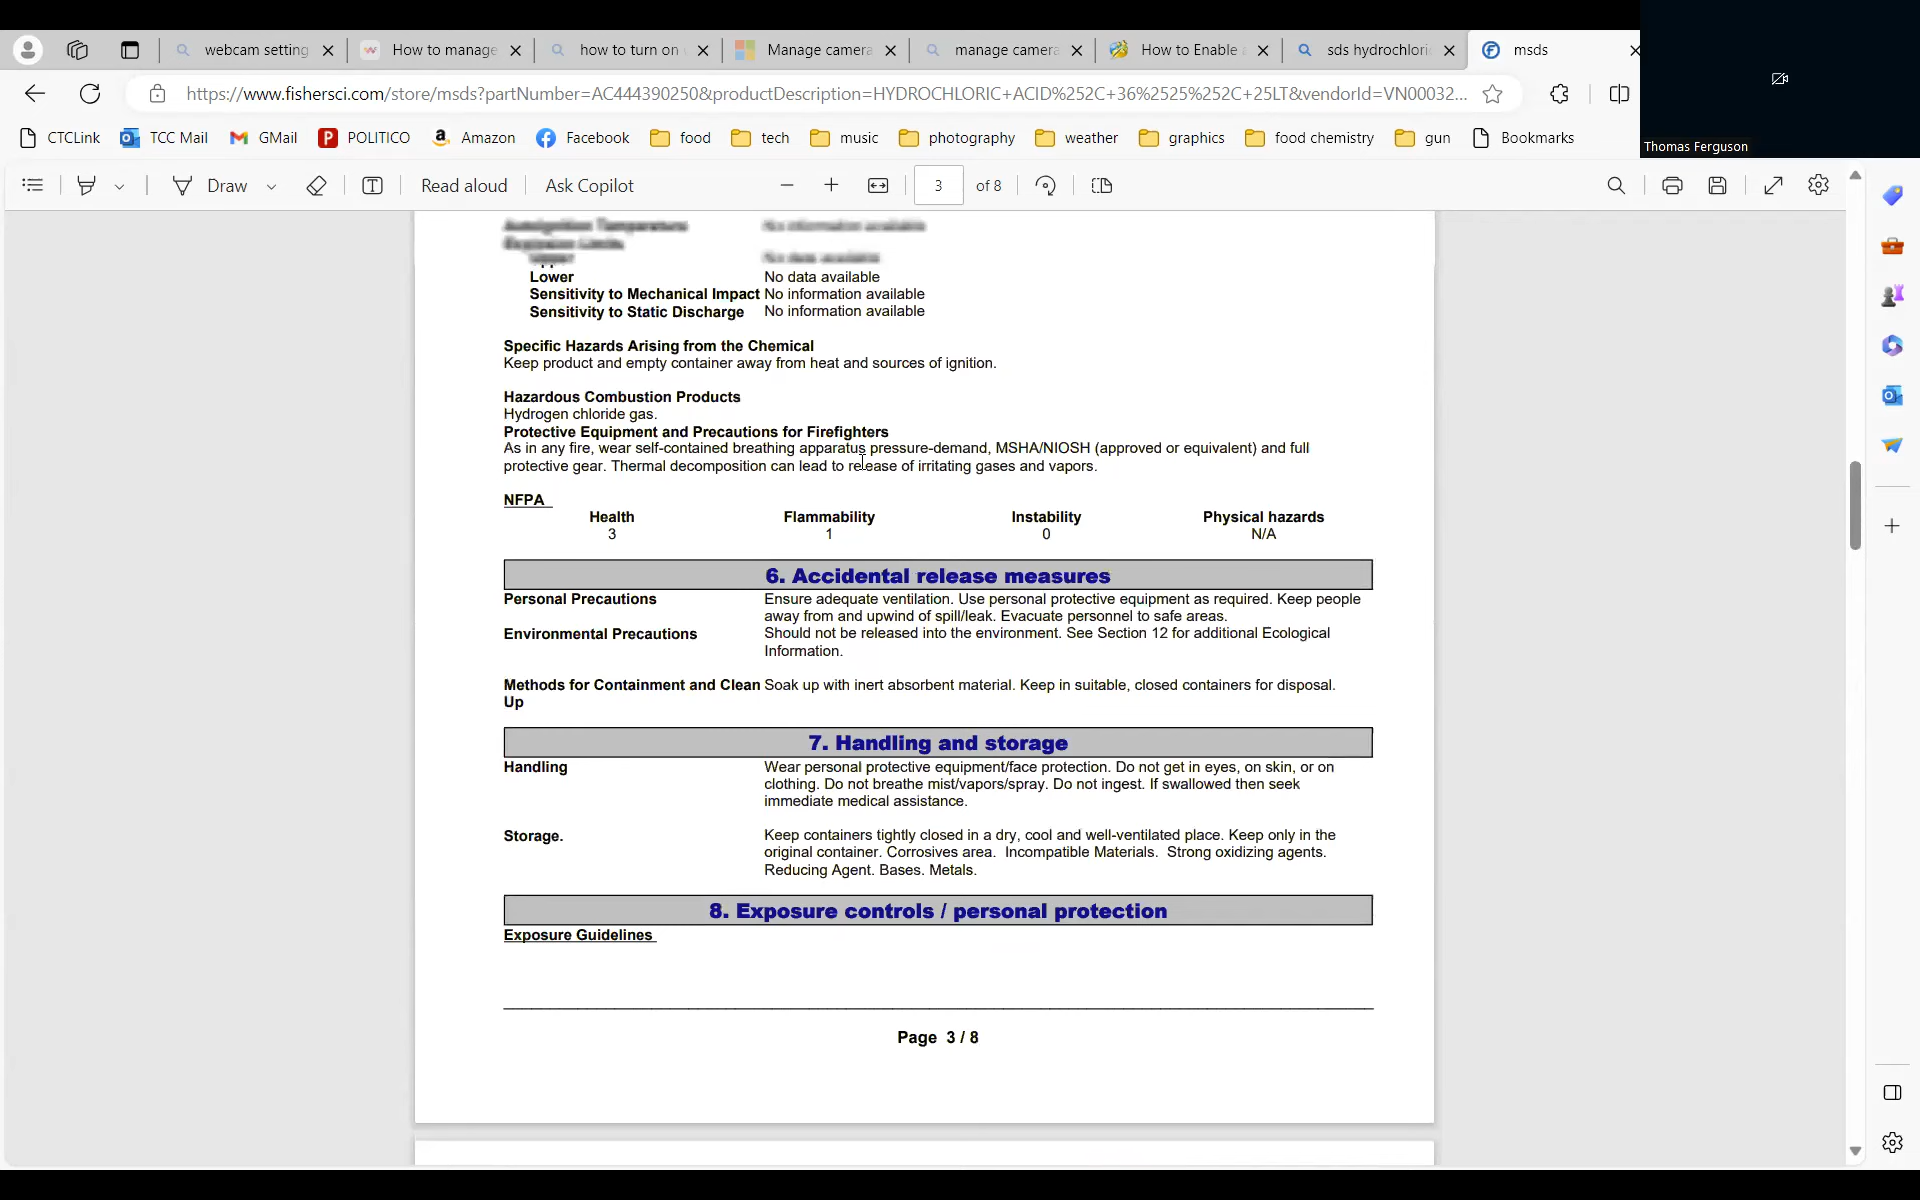 webcam setting
How to manage
how to turn on
Manage camera
manage camera
How to Enable
sds hydrochlori
msds
https://www.fishersci.com/store/msds?partNumber=AC444390250&productDescription=HYDROCHLORIC+ACID%252C+36%2525%252C+25LT&vendorId=VN00032...
CTCLink TCC Mail GMail POLITICO Amazon Facebook food tech music photography weather graphics food chemistry gun Bookmarks
Thomas Ferguson
Draw Read aloud Ask Copilot 3 of 8
Autoignition Temperature No information available
Explosion Limits
Upper No data available
Lower No data available
Sensitivity to Mechanical Impact No information available
Sensitivity to Static Discharge No information available
Specific Hazards Arising from the Chemical
Keep product and empty container away from heat and sources of ignition.
Hazardous Combustion Products
Hydrogen chloride gas.
Protective Equipment and Precautions for Firefighters
As in any fire, wear self-contained breathing apparatus pressure-demand, MSHA/NIOSH (approved or equivalent) and full
protective gear. Thermal decomposition can lead to release of irritating gases and vapors.
NFPA
Health Flammability Instability Physical hazards
3 1 0 N/A
6. Accidental release measures
Personal Precautions Ensure adequate ventilation. Use personal protective equipment as required. Keep people
away from and upwind of spill/leak. Evacuate personnel to safe areas.
Environmental Precautions Should not be released into the environment. See Section 12 for additional Ecological
Information.
Methods for Containment and Clean Soak up with inert absorbent material. Keep in suitable, closed containers for disposal.
Up
7. Handling and storage
Handling Wear personal protective equipment/face protection. Do not get in eyes, on skin, or on
clothing. Do not breathe mist/vapors/spray. Do not ingest. If swallowed then seek
immediate medical assistance.
Storage. Keep containers tightly closed in a dry, cool and well-ventilated place. Keep only in the
original container. Corrosives area. Incompatible Materials. Strong oxidizing agents.
Reducing Agent. Bases. Metals.
8. Exposure controls / personal protection
Exposure Guidelines
Page 3 / 8